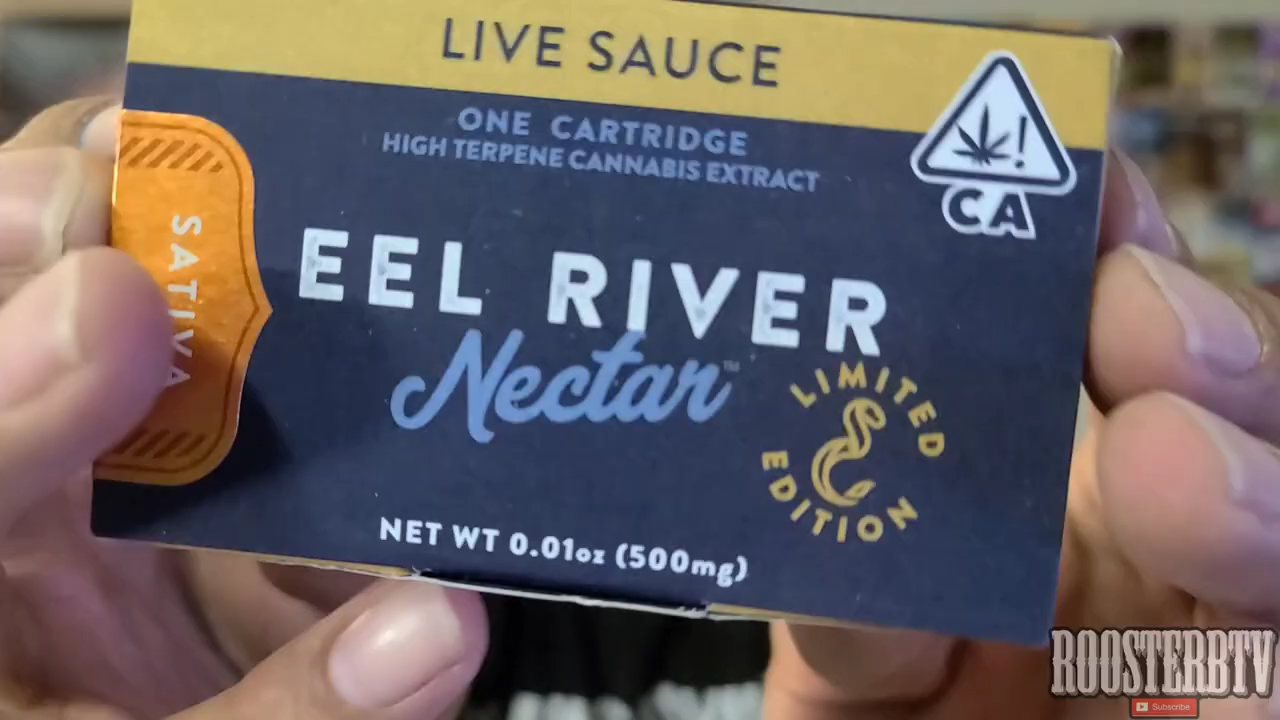 LIVE SAUCE
ONE CARTRIDGE
HIGH TERPENE CANNABIS EXTRACT
CA
SATIVA
EEL RIVER
Nectar™
LIMITED
EDITION
NET WT 0.01oz (500mg)
ROOSTERBTV
Subscribe